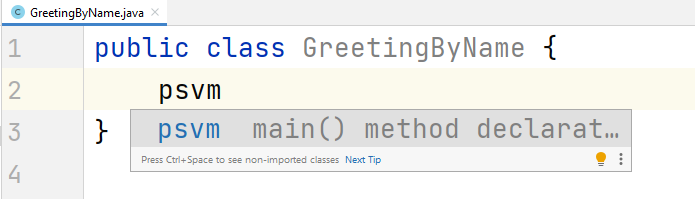 GreetingByName.java
1 public class GreetingByName {
2 psvm
3 }
psvm main() method declarat…
Press Ctrl+Space to see non-imported classes Next Tip
4